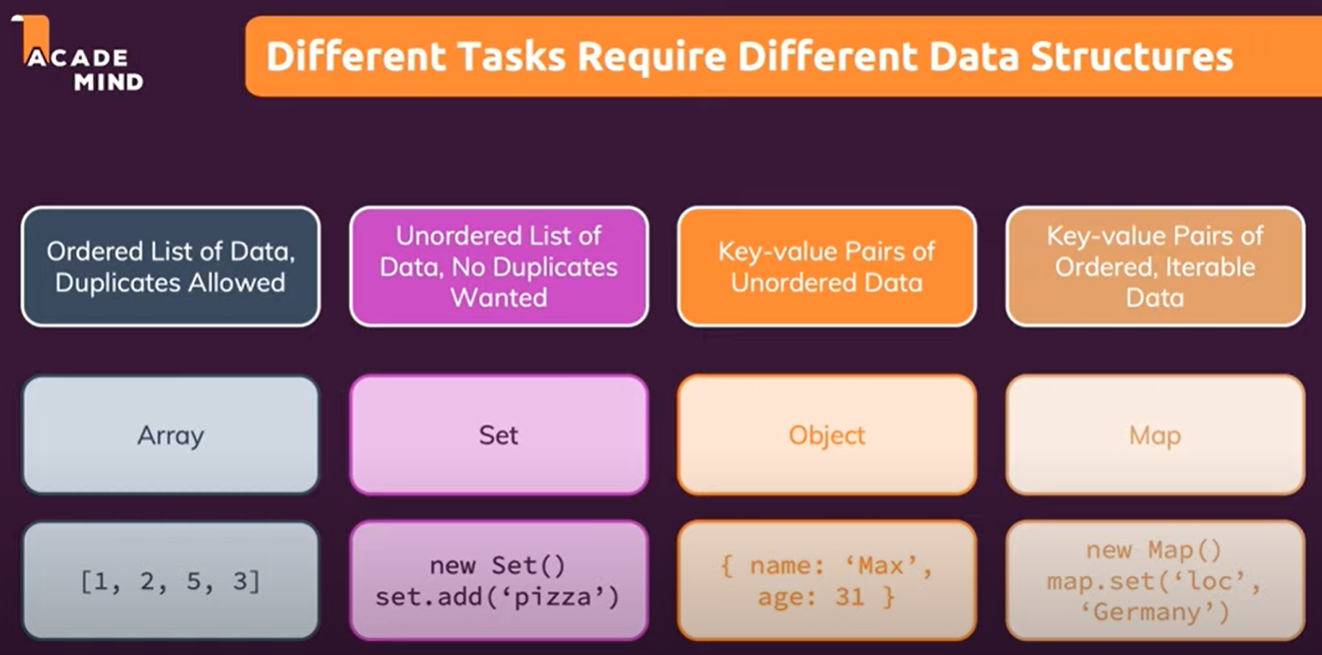 ACADE
MIND
Different Tasks Require Different Data Structures
Ordered List of Data,
Duplicates Allowed
Unordered List of
Data, No Duplicates
Wanted
Key-value Pairs of
Unordered Data
Key-value Pairs of
Ordered, Iterable
Data
Array
Set
Object
Map
[1, 2, 5, 3]
new Set()
set.add(‘pizza’)
{ name: ‘Max’,
age: 31 }
new Map()
map.set(‘loc’,
‘Germany’)